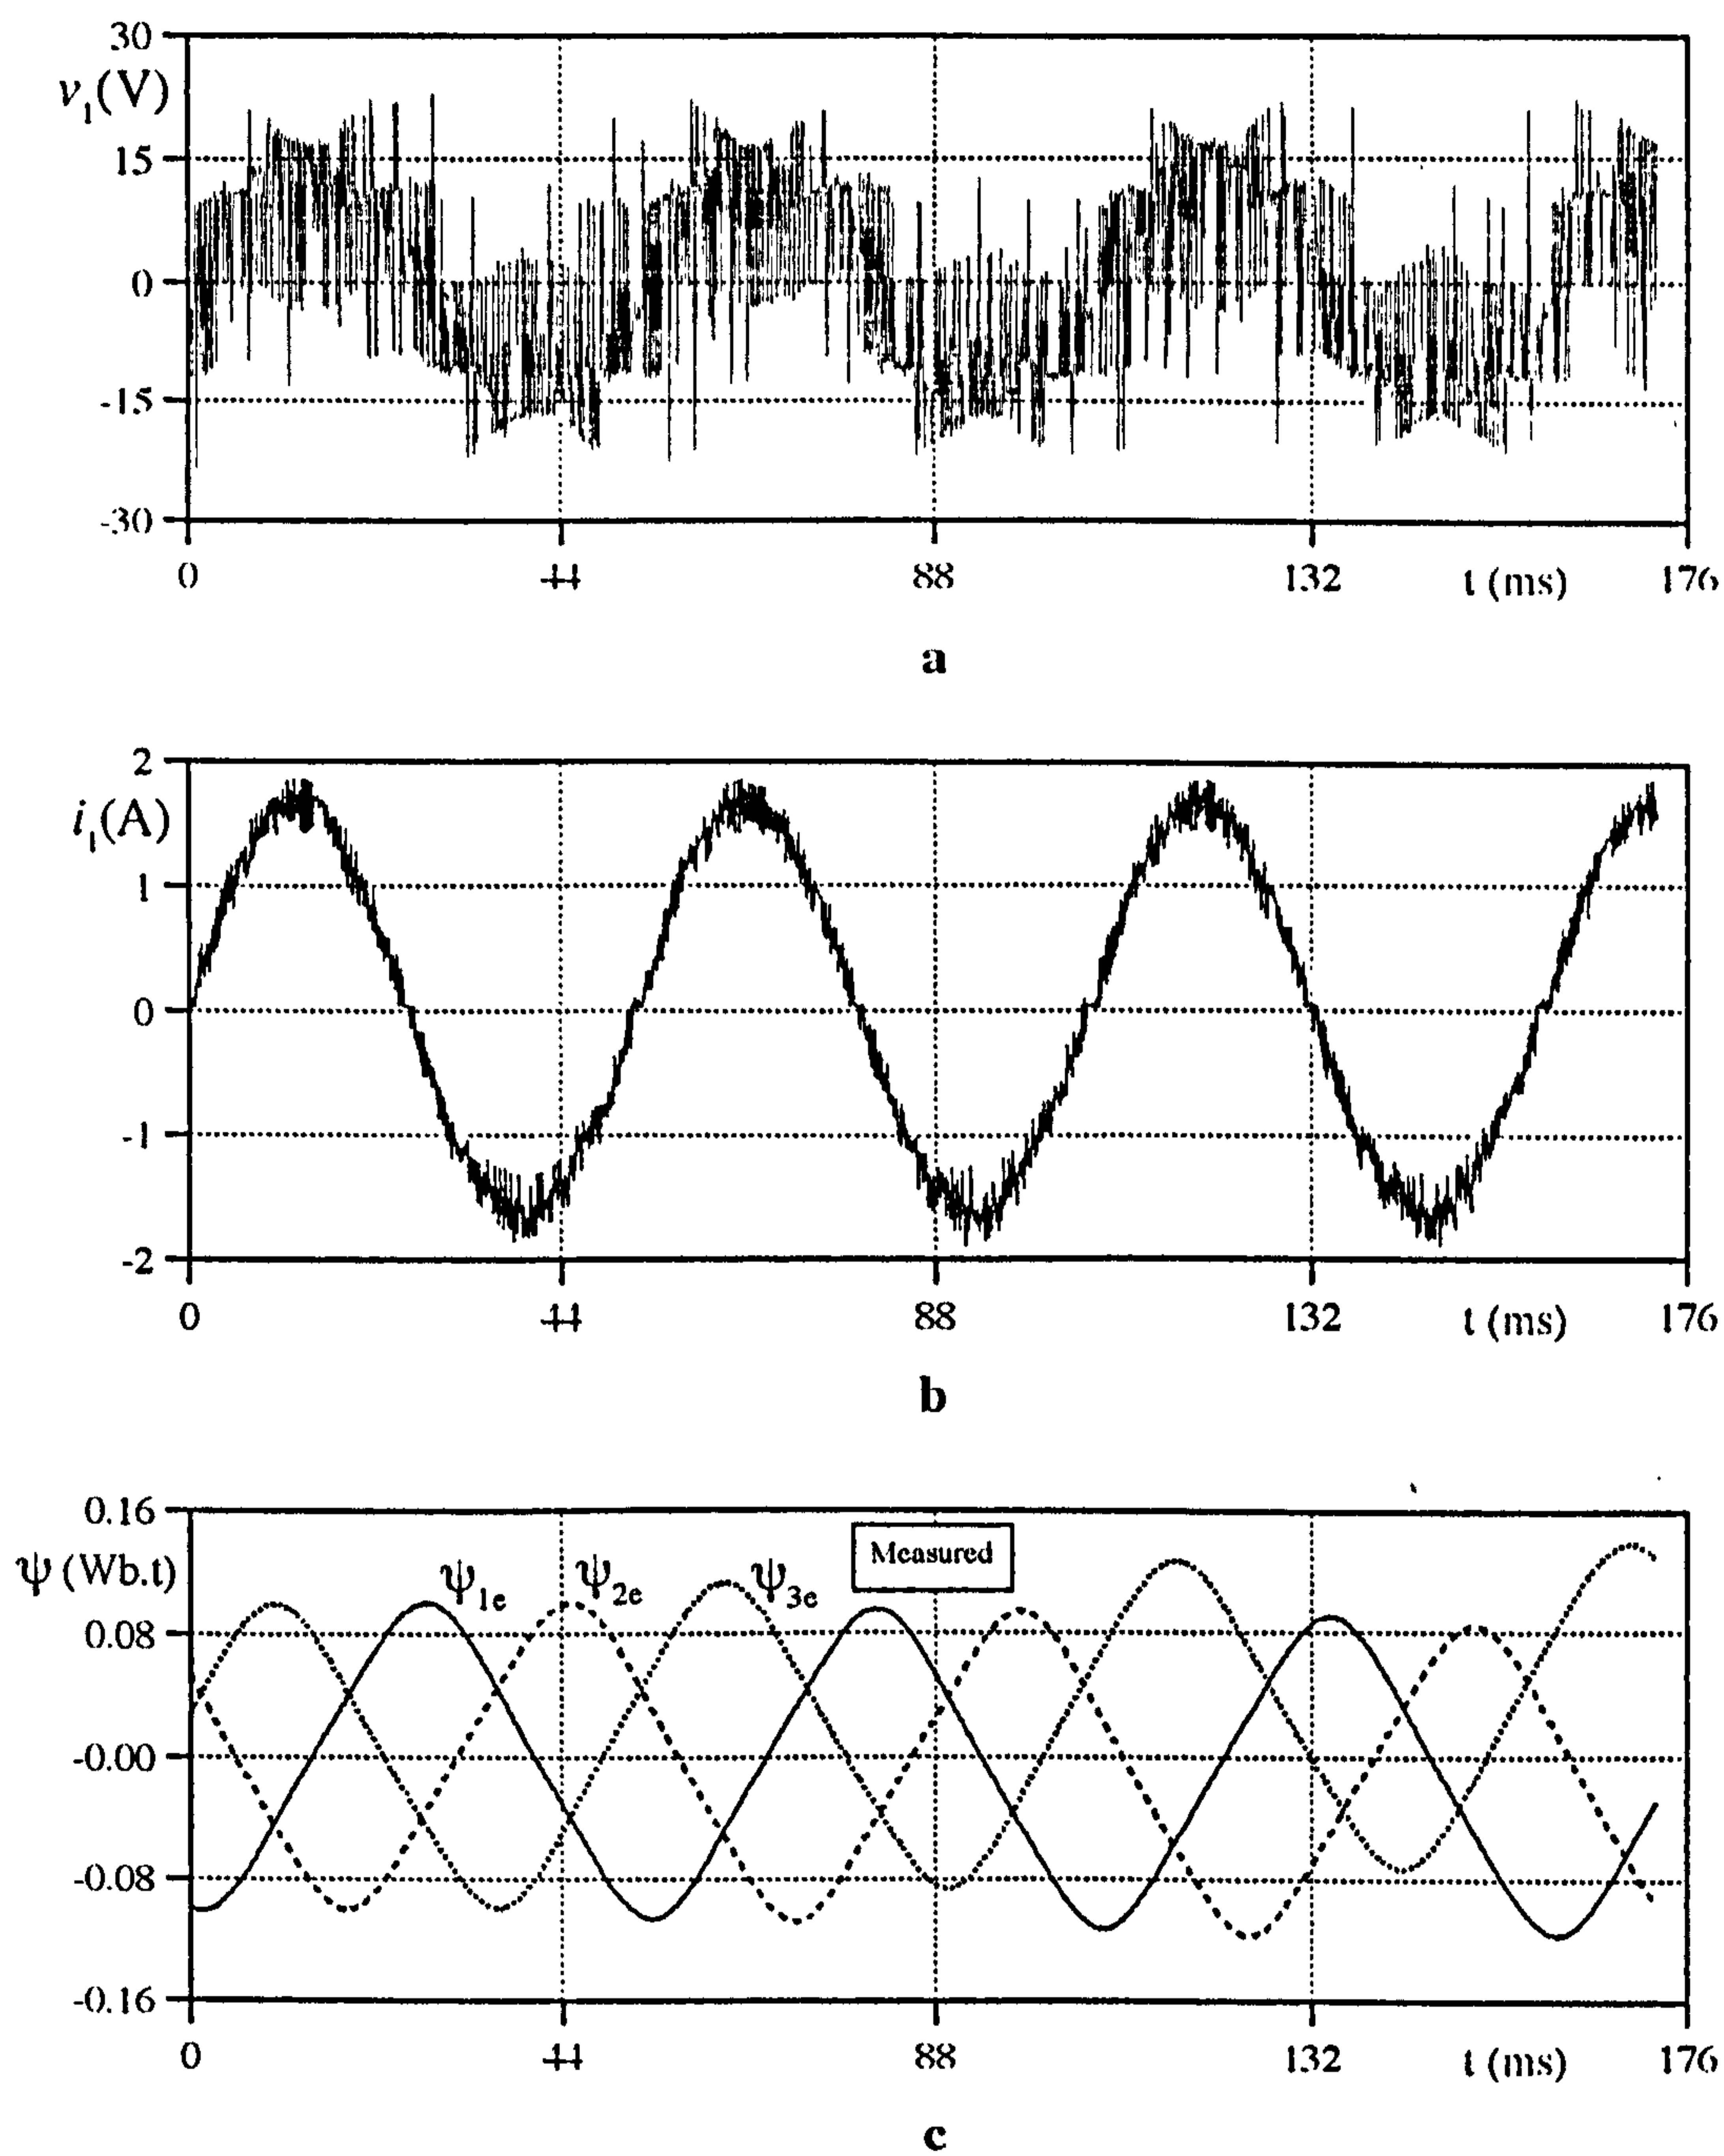 30
v₁(V)
15
0
-15
-30
0 44 88 132 t (ms) 176
a
2
i₁(A)
1
0
-1
-2
0 44 88 132 t (ms) 176
b
0.16
ψ (Wb.t)
Measured
ψ₁e ψ₂e ψ₃e
0.08
-0.00
-0.08
-0.16
0 44 88 132 t (ms) 176
c